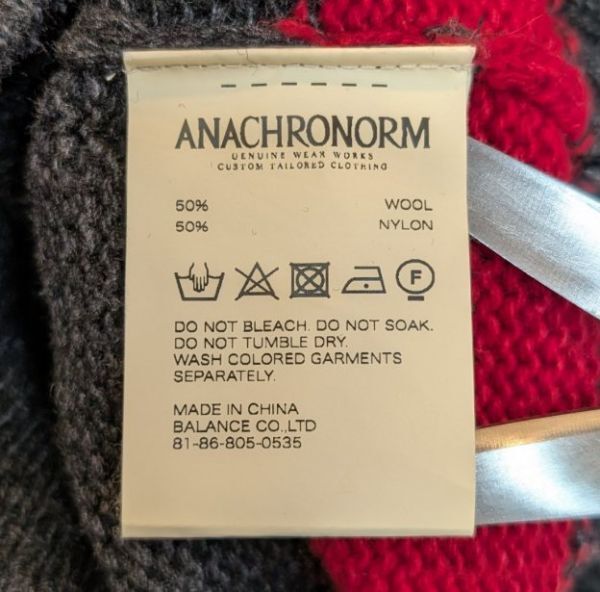 ANACHRONORM
GENUINE WEAR WORKS
CUSTOM TAILORED CLOTHING
50% WOOL
50% NYLON
F
DO NOT BLEACH. DO NOT SOAK.
DO NOT TUMBLE DRY.
WASH COLORED GARMENTS
SEPARATELY.
MADE IN CHINA
BALANCE CO.,LTD
81-86-805-0535